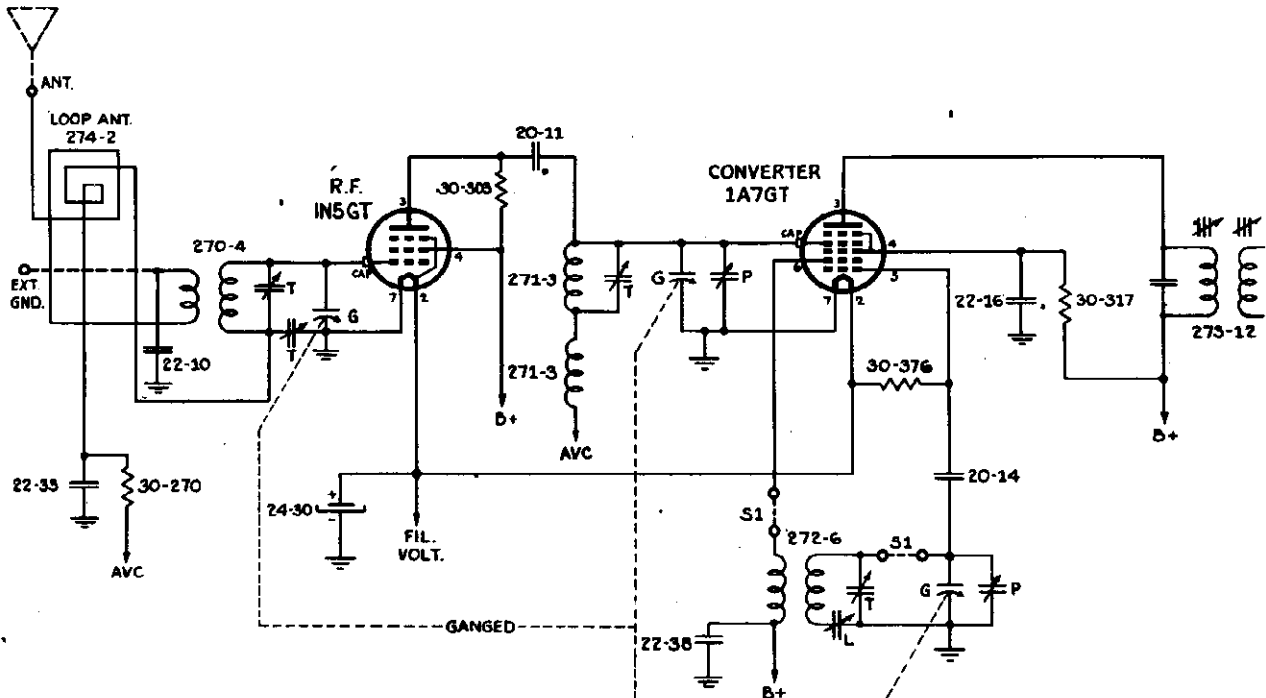 ANT.
LOOP ANT.
274-2
20-11
R.F.
1N5GT
30-303
CONVERTER
1A7GT
3
3
270-4
CAP
4
CAP
4
6
3
EXT.
GND.
T
G
7
2
271-3
T
G
P
7
2
22-16
30-317
T
273-12
22-10
271-3
30-376
B+
AVC
B+
22-33
30-270
24-30
+
-
20-14
S1
FIL.
VOLT.
272-6
S1
AVC
T
G
P
GANGED
22-38
L
B+